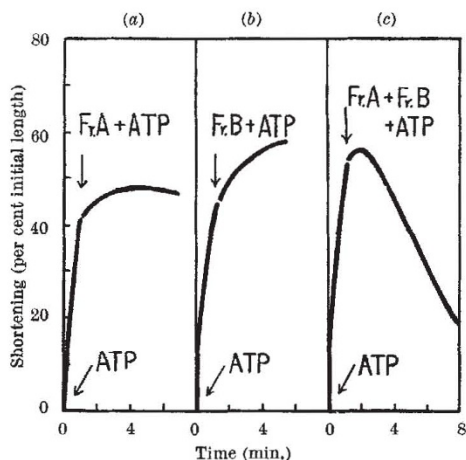 (a) (b) (c)
80
60
40
20
0
Shortening (per cent initial length)
Fr.A + ATP
ATP
Fr.B + ATP
ATP
Fr.A + Fr.B
+ ATP
ATP
0 4 0 4 0 4 8
Time (min,)